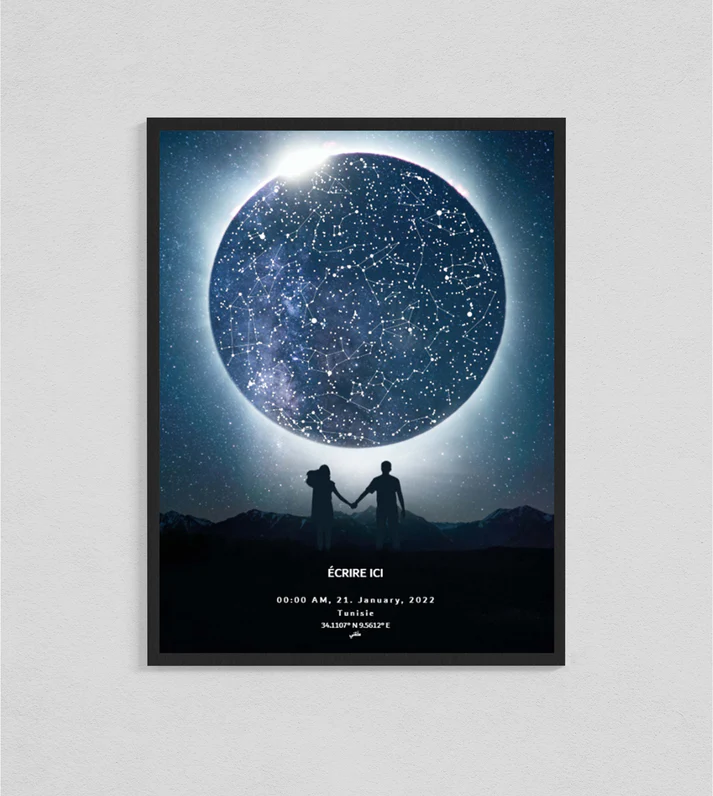 ÉCRIRE ICI
00:00 AM, 21. January, 2022
Tunisie
34.1107° N 9.5612° E